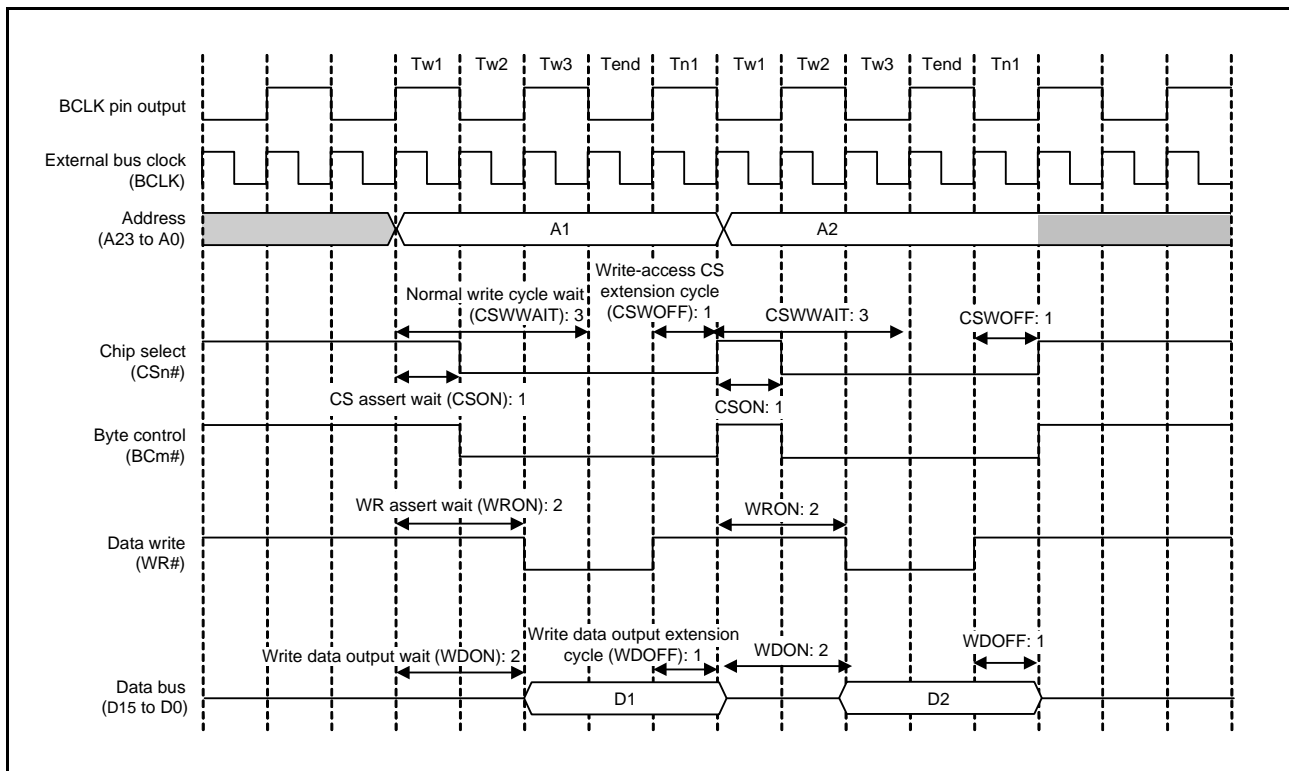 Tw1 Tw2 Tw3 Tend Tn1 Tw1 Tw2 Tw3 Tend Tn1
BCLK pin output
External bus clock
(BCLK)
Address
(A23 to A0)
A1 A2
Write-access CS
extension cycle
(CSWOFF): 1
Normal write cycle wait
(CSWWAIT): 3
CSWWAIT: 3
CSWOFF: 1
Chip select
(CSn#)
CS assert wait (CSON): 1
CSON: 1
Byte control
(BCm#)
WR assert wait (WRON): 2
WRON: 2
Data write
(WR#)
Write data output extension
cycle (WDOFF): 1
Write data output wait (WDON): 2
WDON: 2
WDOFF: 1
Data bus
(D15 to D0)
D1 D2